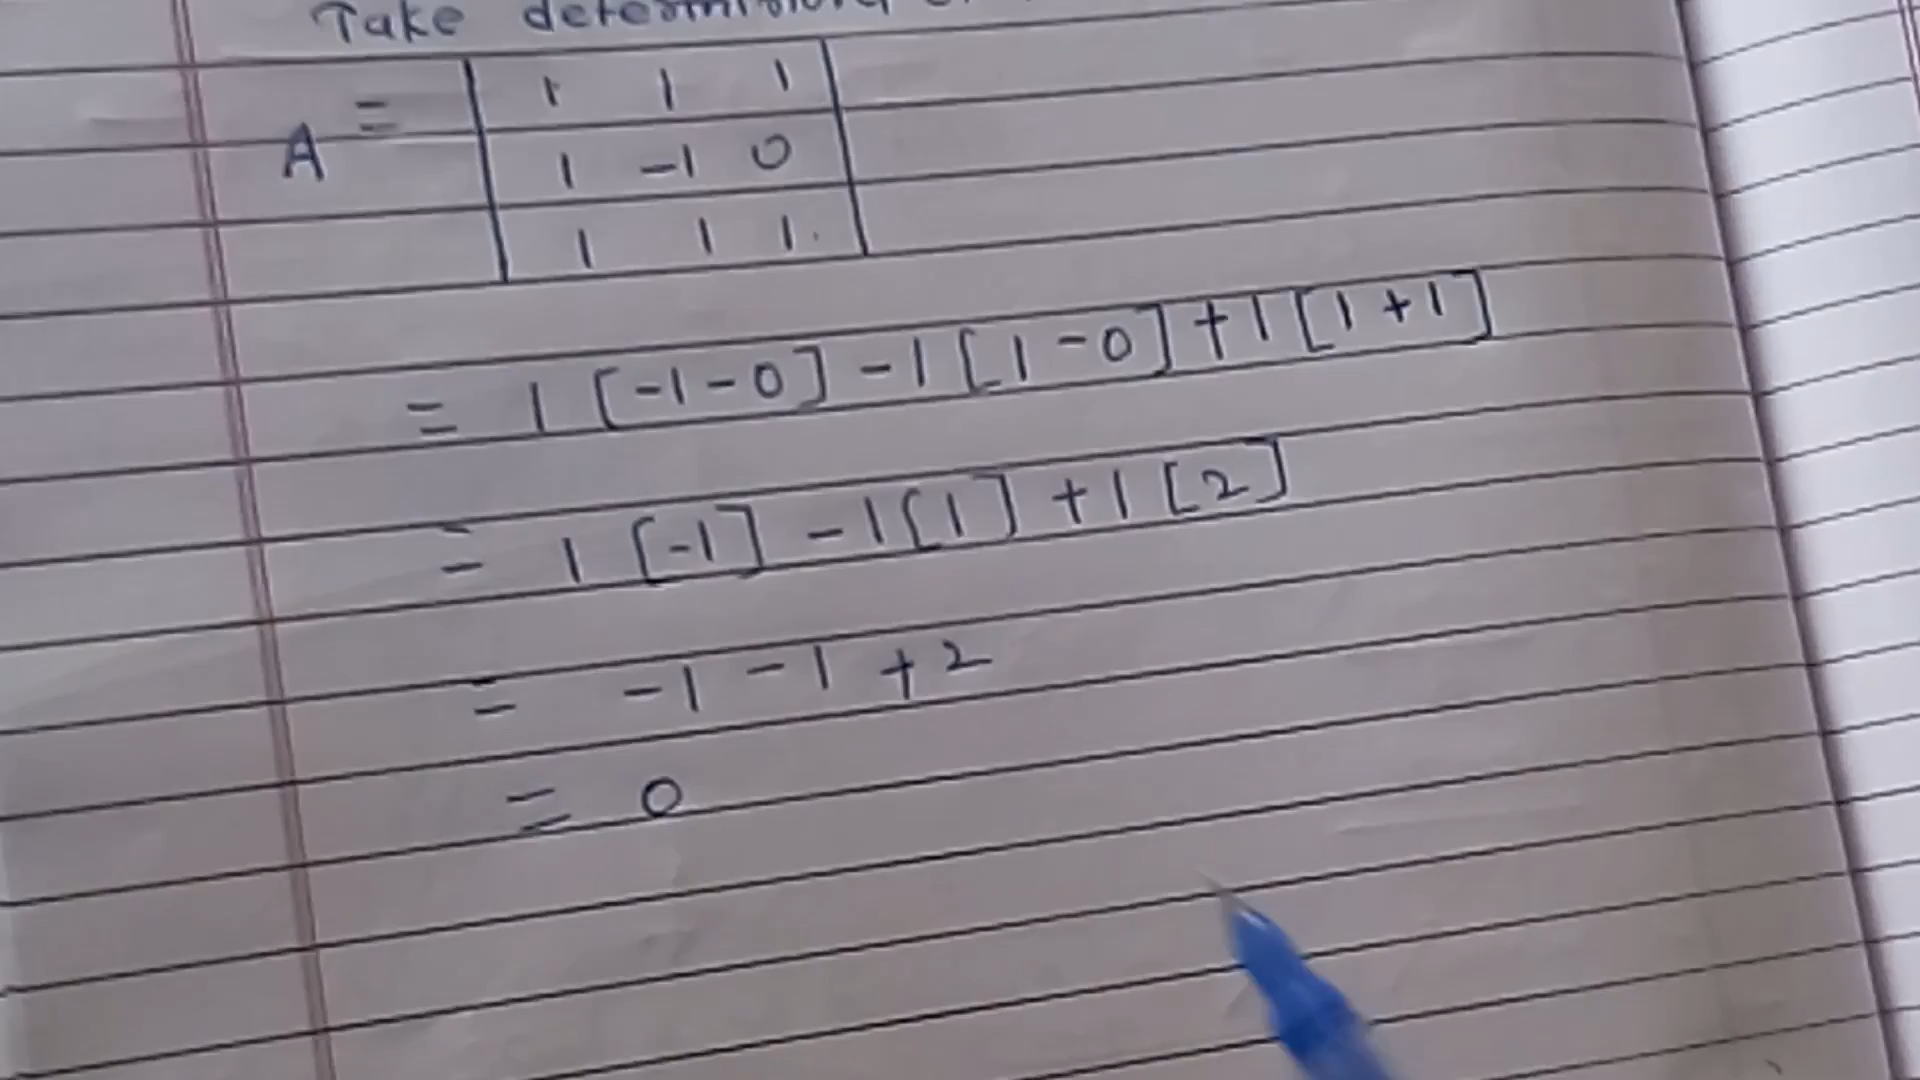 Take
A = | 1 1 1 |
| 1 -1 0 |
| 1 1 1 |
= 1 [-1-0] -1 [1-0] +1 [1+1]
= 1 [-1] -1 [1] +1 [2]
= -1 -1 +2
= 0